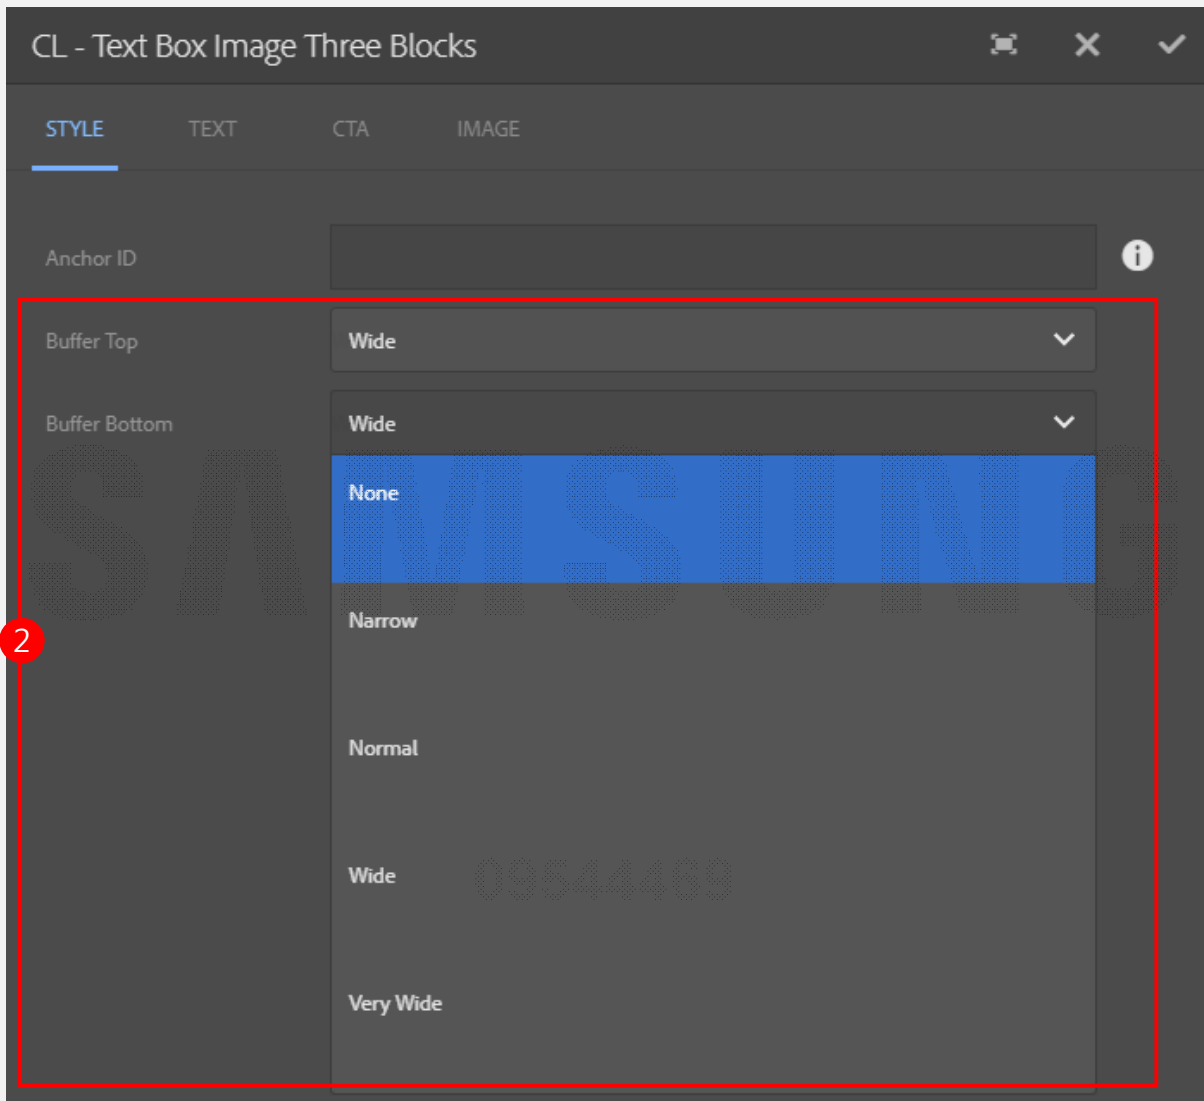 CL - Text Box Image Three Blocks
STYLE TEXT CTA IMAGE
Anchor ID
Buffer Top Wide
Buffer Bottom Wide
SAMSUNG
None
2
Narrow
Normal
Wide
09544469
Very Wide